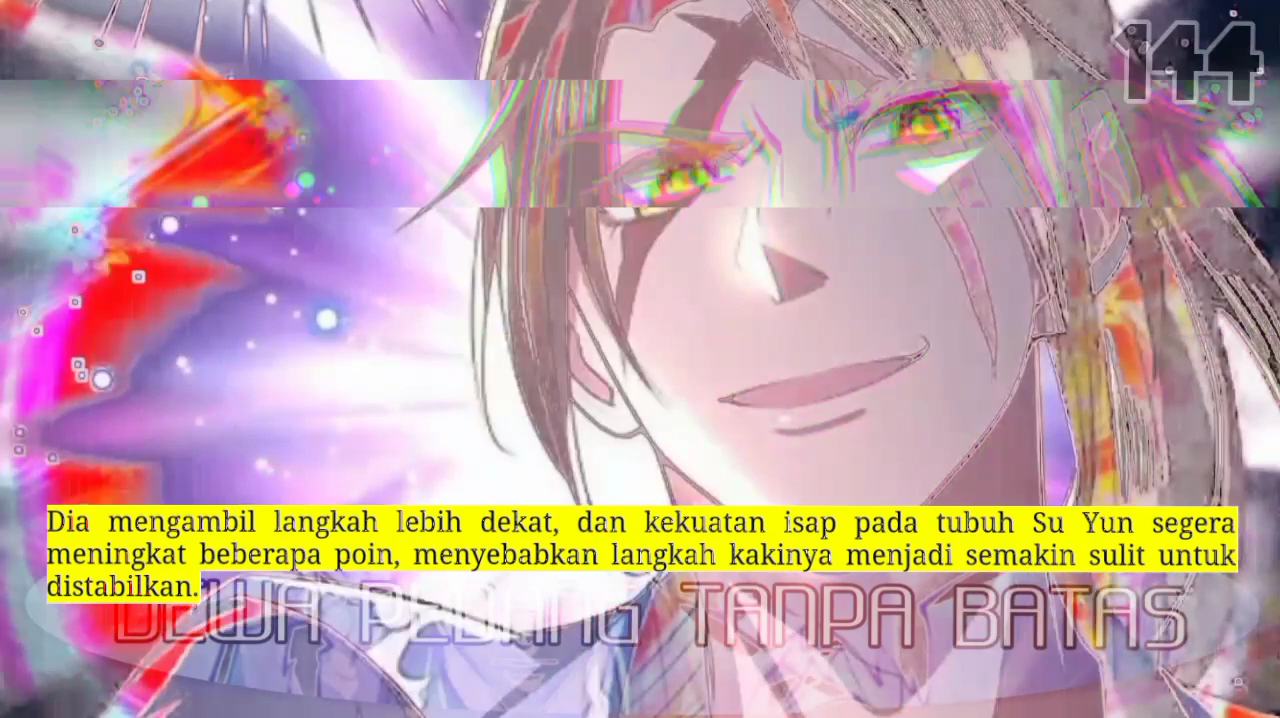 144
Dia mengambil langkah lebih dekat, dan kekuatan isap pada tubuh Su Yun segera
meningkat beberapa poin, menyebabkan langkah kakinya menjadi semakin sulit untuk
distabilkan.
DEWA PEDANG TANPA BATAS